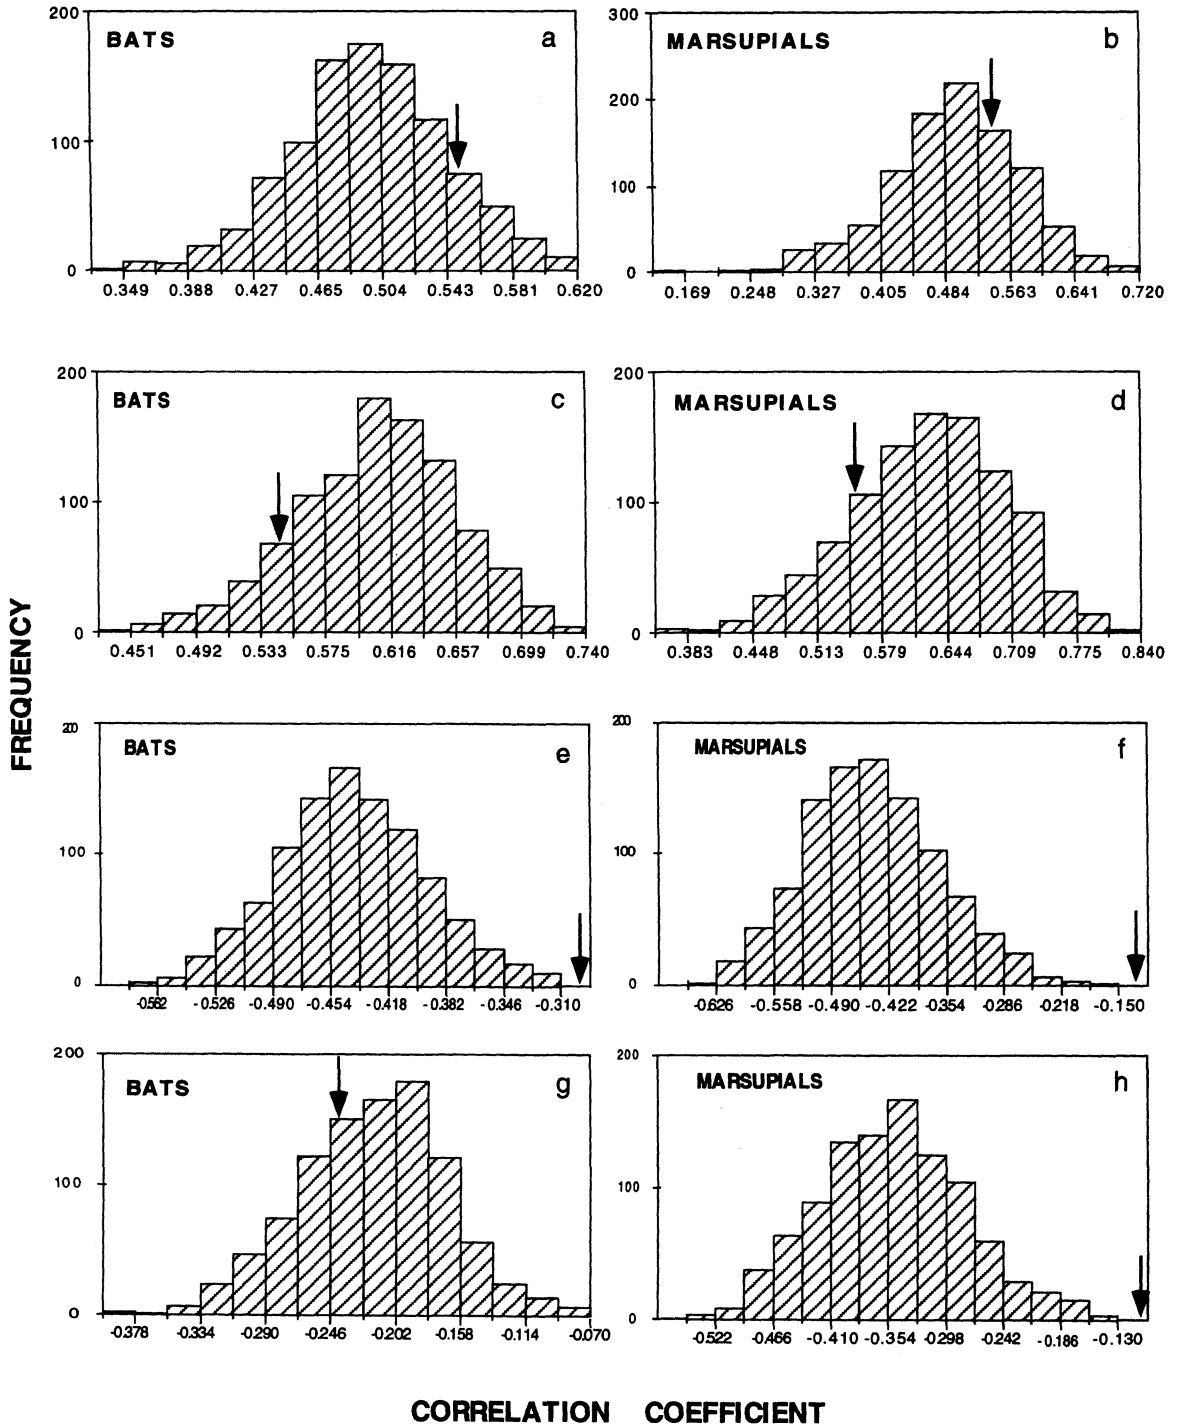 200
BATS a
100
0
0.349 0.388 0.427 0.465 0.504 0.543 0.581 0.620
300
MARSUPIALS b
200
100
0
0.169 0.248 0.327 0.405 0.484 0.563 0.641 0.720
200
BATS c
100
0
0.451 0.492 0.533 0.575 0.616 0.657 0.699 0.740
200
MARSUPIALS d
100
0
0.383 0.448 0.513 0.579 0.644 0.709 0.775 0.840
FREQUENCY
200
BATS e
100
0
-0.562 -0.526 -0.490 -0.454 -0.418 -0.382 -0.346 -0.310
200
MARSUPIALS f
100
0
-0.626 -0.558 -0.490 -0.422 -0.354 -0.286 -0.218 -0.150
200
BATS g
100
0
-0.378 -0.334 -0.290 -0.246 -0.202 -0.158 -0.114 -0.070
200
MARSUPIALS h
100
0
-0.522 -0.466 -0.410 -0.354 -0.298 -0.242 -0.186 -0.130
CORRELATION COEFFICIENT